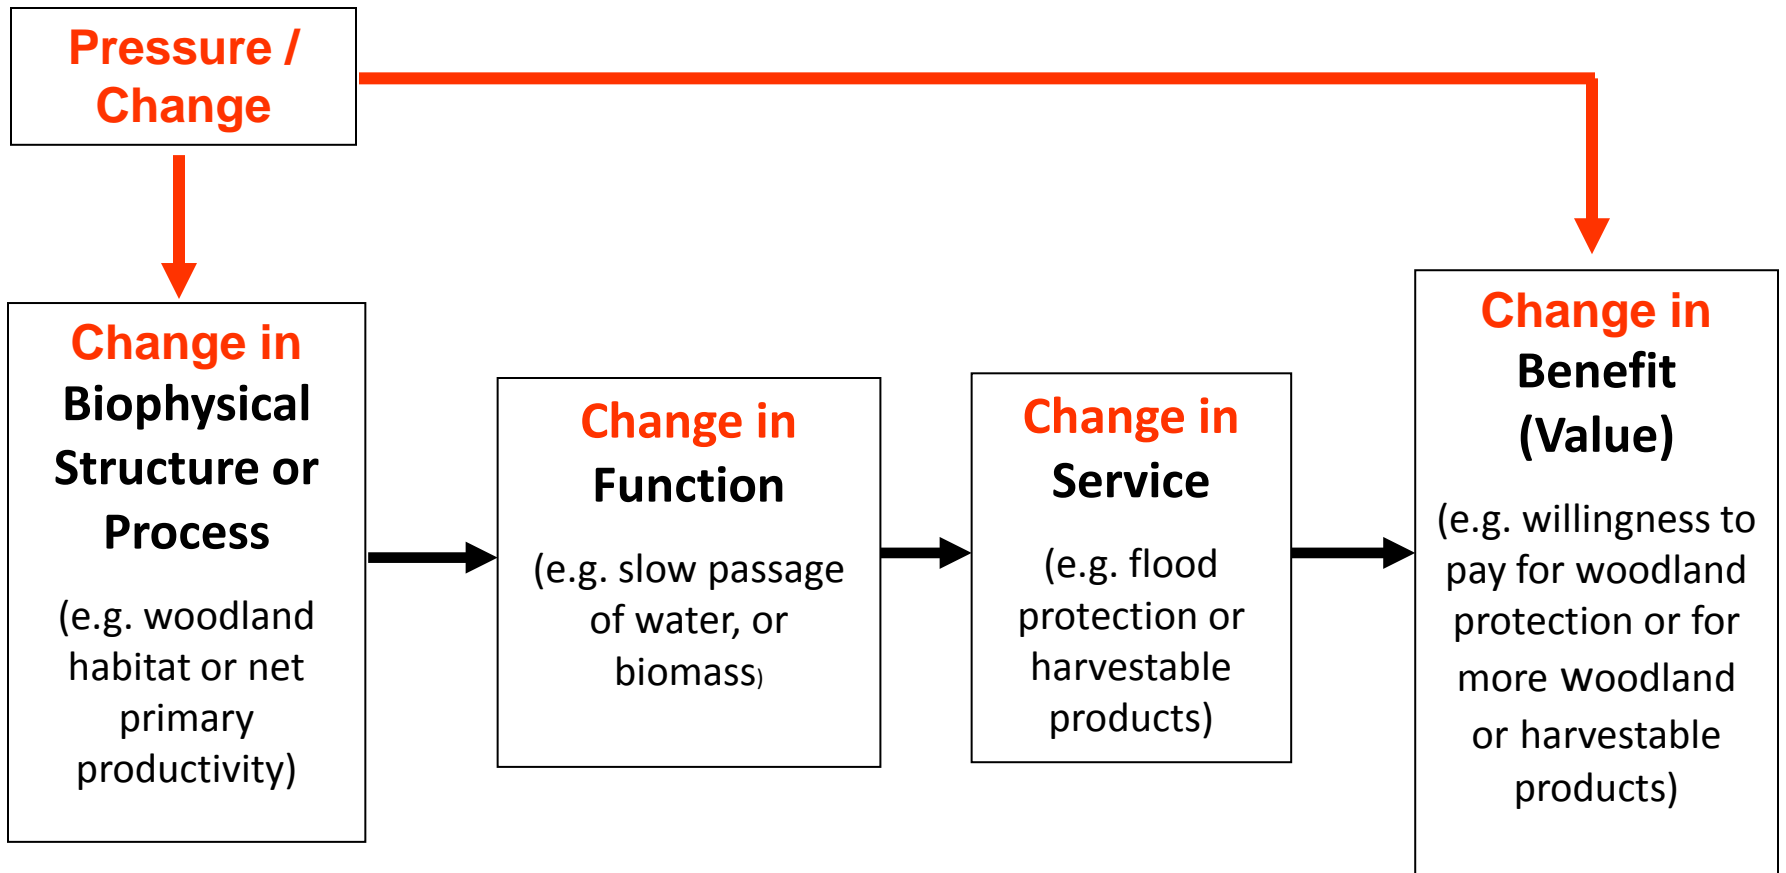 Pressure /
Change
Change in
Biophysical
Structure or
Process
(e.g. woodland
habitat or net
primary
productivity)
Change in
Function
(e.g. slow passage
of water, or
biomass)
Change in
Service
(e.g. flood
protection or
harvestable
products)
Change in
Benefit
(Value)
(e.g. willingness to
pay for woodland
protection or for
more woodland
or harvestable
products)